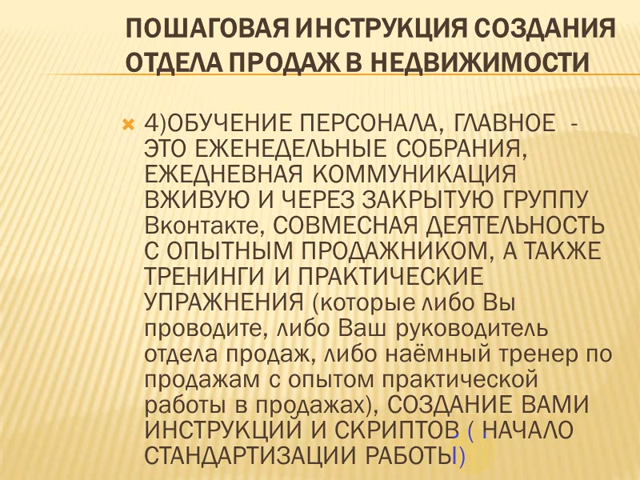 ПОШАГОВАЯ ИНСТРУКЦИЯ СОЗДАНИЯ
ОТДЕЛА ПРОДАЖ В НЕДВИЖИМОСТИ
4)ОБУЧЕНИЕ ПЕРСОНАЛА, ГЛАВНОЕ -
ЭТО ЕЖЕНЕДЕЛЬНЫЕ СОБРАНИЯ,
ЕЖЕДНЕВНАЯ КОММУНИКАЦИЯ
ВЖИВУЮ И ЧЕРЕЗ ЗАКРЫТУЮ ГРУППУ
Вконтакте, СОВМЕСНАЯ ДЕЯТЕЛЬНОСТЬ
С ОПЫТНЫМ ПРОДАЖНИКОМ, А ТАКЖЕ
ТРЕНИНГИ И ПРАКТИЧЕСКИЕ
УПРАЖНЕНИЯ (которые либо Вы
проводите, либо Ваш руководитель
отдела продаж, либо наёмный тренер по
продажам с опытом практической
работы в продажах), СОЗДАНИЕ ВАМИ
ИНСТРУКЦИЙ И СКРИПТОВ ( НАЧАЛО
СТАНДАРТИЗАЦИИ РАБОТЫ)